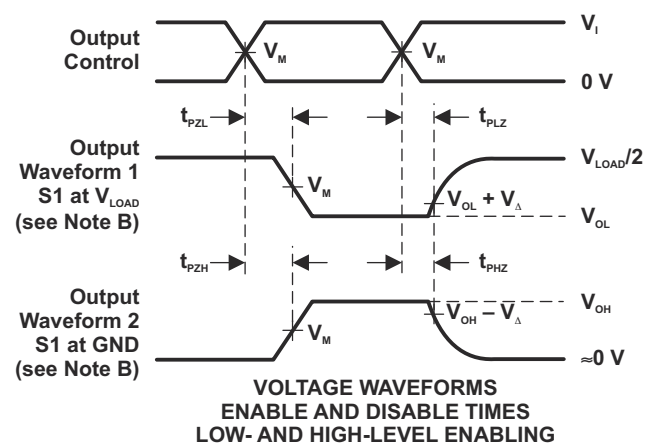 Output
Control
V_M
V_M
V_I
0 V
t_PZL
t_PLZ
Output
Waveform 1
S1 at V_LOAD
(see Note B)
V_M
V_OL + V_Δ
V_LOAD/2
V_OL
t_PZH
t_PHZ
Output
Waveform 2
S1 at GND
(see Note B)
V_M
V_OH – V_Δ
V_OH
≈0 V
VOLTAGE WAVEFORMS
ENABLE AND DISABLE TIMES
LOW- AND HIGH-LEVEL ENABLING